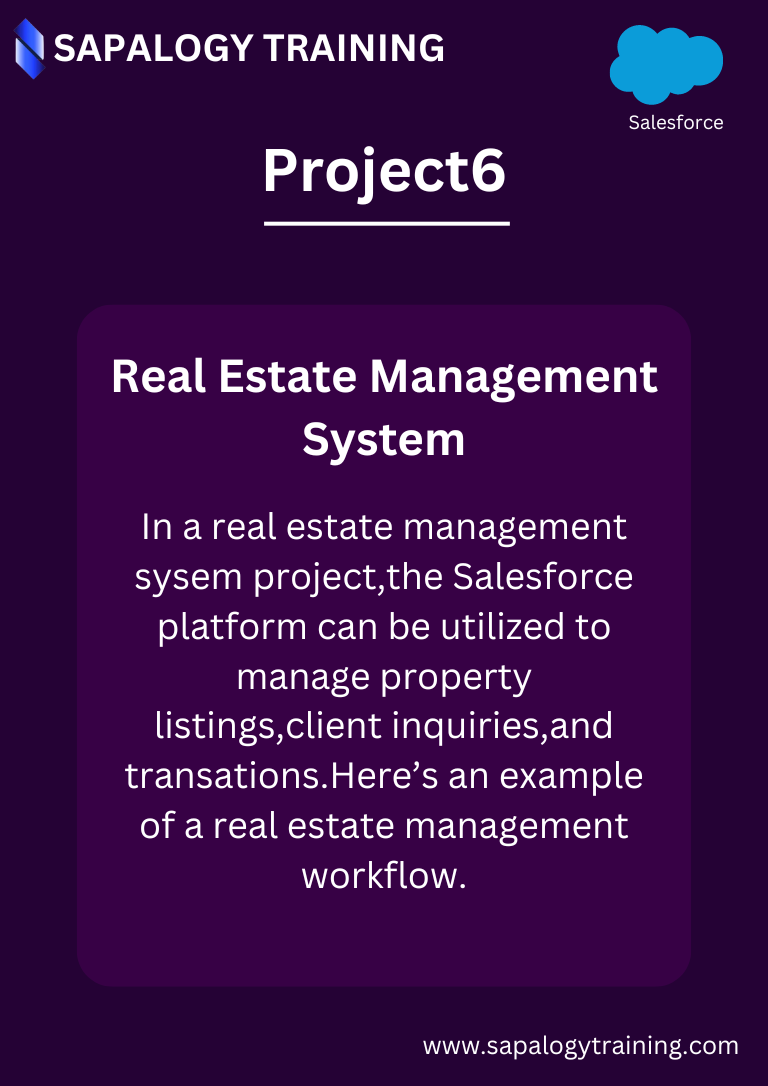 SAPALOGY TRAINING
Salesforce
Project6
Real Estate Management
System
In a real estate management
sysem project,the Salesforce
platform can be utilized to
manage property
listings,client inquiries,and
transations.Here’s an example
of a real estate management
workflow.
www.sapalogytraining.com